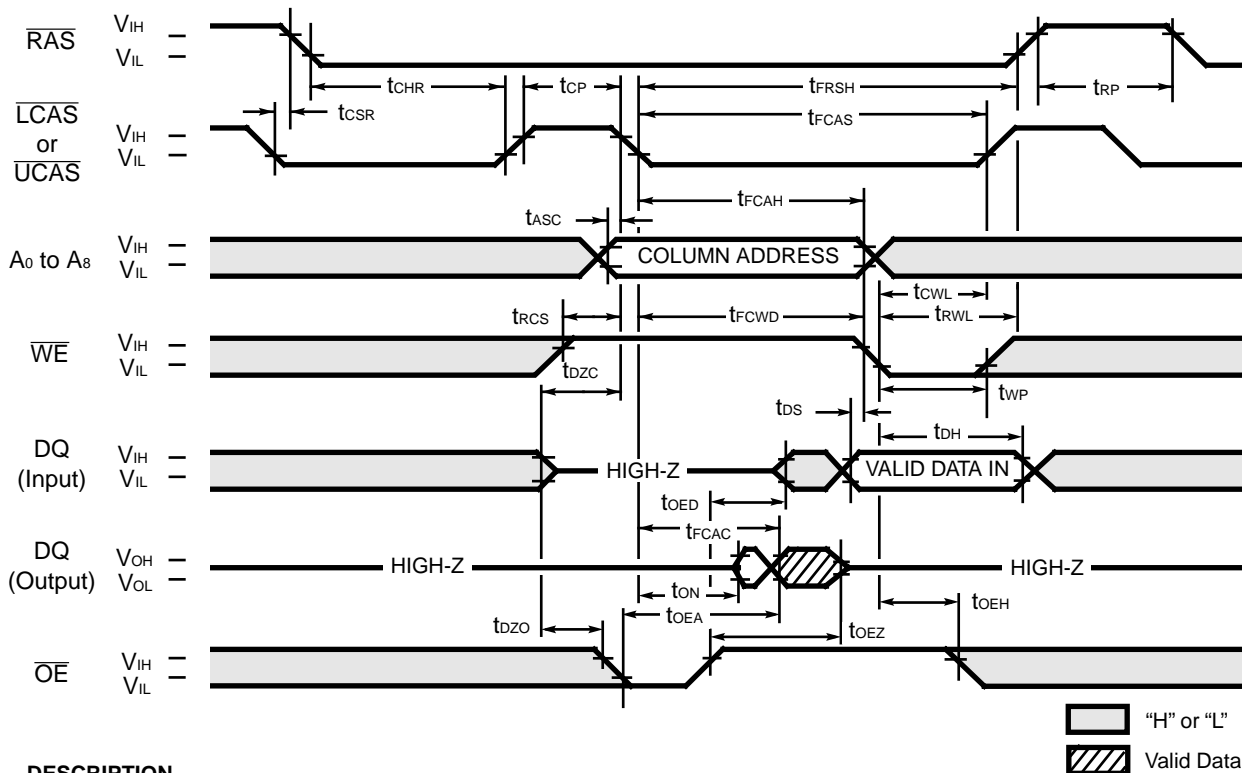 RAS
VIH
VIL
tCHR
tCP
tFRSH
tRP
LCAS
or
UCAS
VIH
VIL
tCSR
tFCAS
tFCAH
tASC
A0 to A8
VIH
VIL
COLUMN ADDRESS
tCWL
tRCS
tFCWD
tRWL
WE
VIH
VIL
tDZC
tWP
tDS
tDH
DQ
(Input)
VIH
VIL
HIGH-Z
VALID DATA IN
tOED
tFCAC
DQ
(Output)
VOH
VOL
HIGH-Z
HIGH-Z
tON
tOEA
tOEH
tDZO
tOEZ
OE
VIH
VIL
“H” or “L”
Valid Data
DESCRIPTION